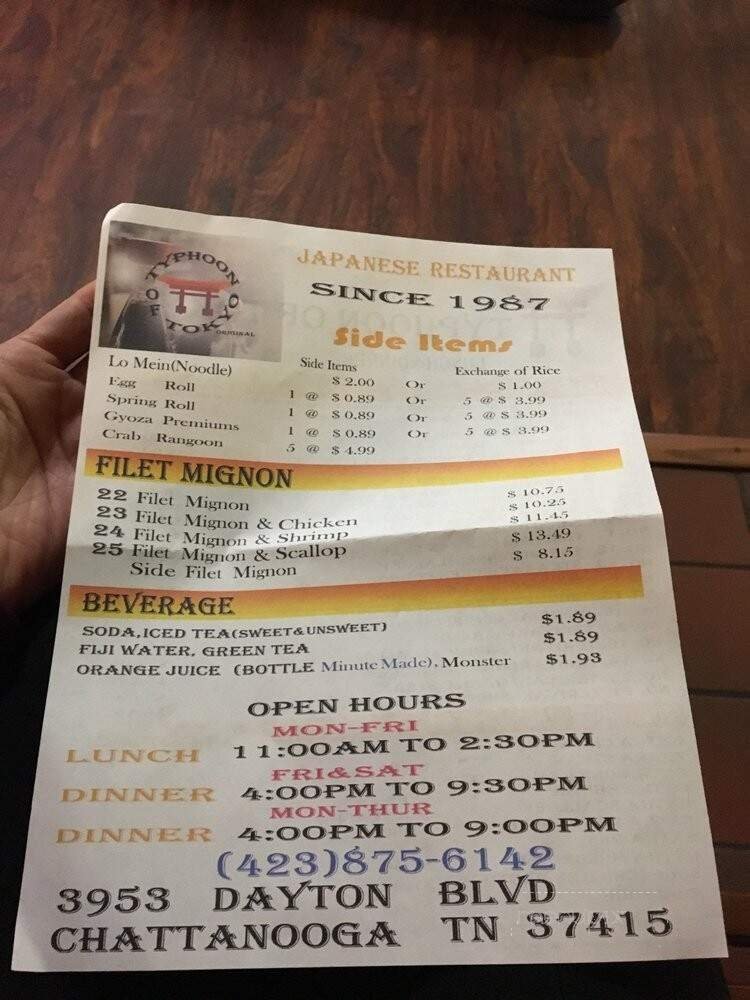 TYPHOON OF TOKYO
ORIGINAL
JAPANESE RESTAURANT
SINCE 1987
Side Items
Side Items Exchange of Rice
Lo Mein(Noodle) $ 2.00 Or $ 1.00
Egg Roll 1 @ $ 0.89 Or 5 @ $ 3.99
Spring Roll 1 @ $ 0.89 Or 5 @ $ 3.99
Gyoza Premiums 1 @ $ 0.89 Or 5 @ $ 3.99
Crab Rangoon 5 @ $ 4.99
FILET MIGNON
22 Filet Mignon $ 10.75
23 Filet Mignon & Chicken $ 10.25
24 Filet Mignon & Shrimp $ 11.45
25 Filet Mignon & Scallop $ 13.49
Side Filet Mignon $ 8.15
BEVERAGE
SODA,ICED TEA(SWEET&UNSWEET) $1.89
FIJI WATER, GREEN TEA $1.89
ORANGE JUICE (BOTTLE Minute Made), Monster $1.93
OPEN HOURS
MON-FRI
LUNCH 11:00AM TO 2:30PM
FRI&SAT
DINNER 4:00PM TO 9:30PM
MON-THUR
DINNER 4:00PM TO 9:00PM
(423)875-6142
3953 DAYTON BLVD
CHATTANOOGA TN 37415